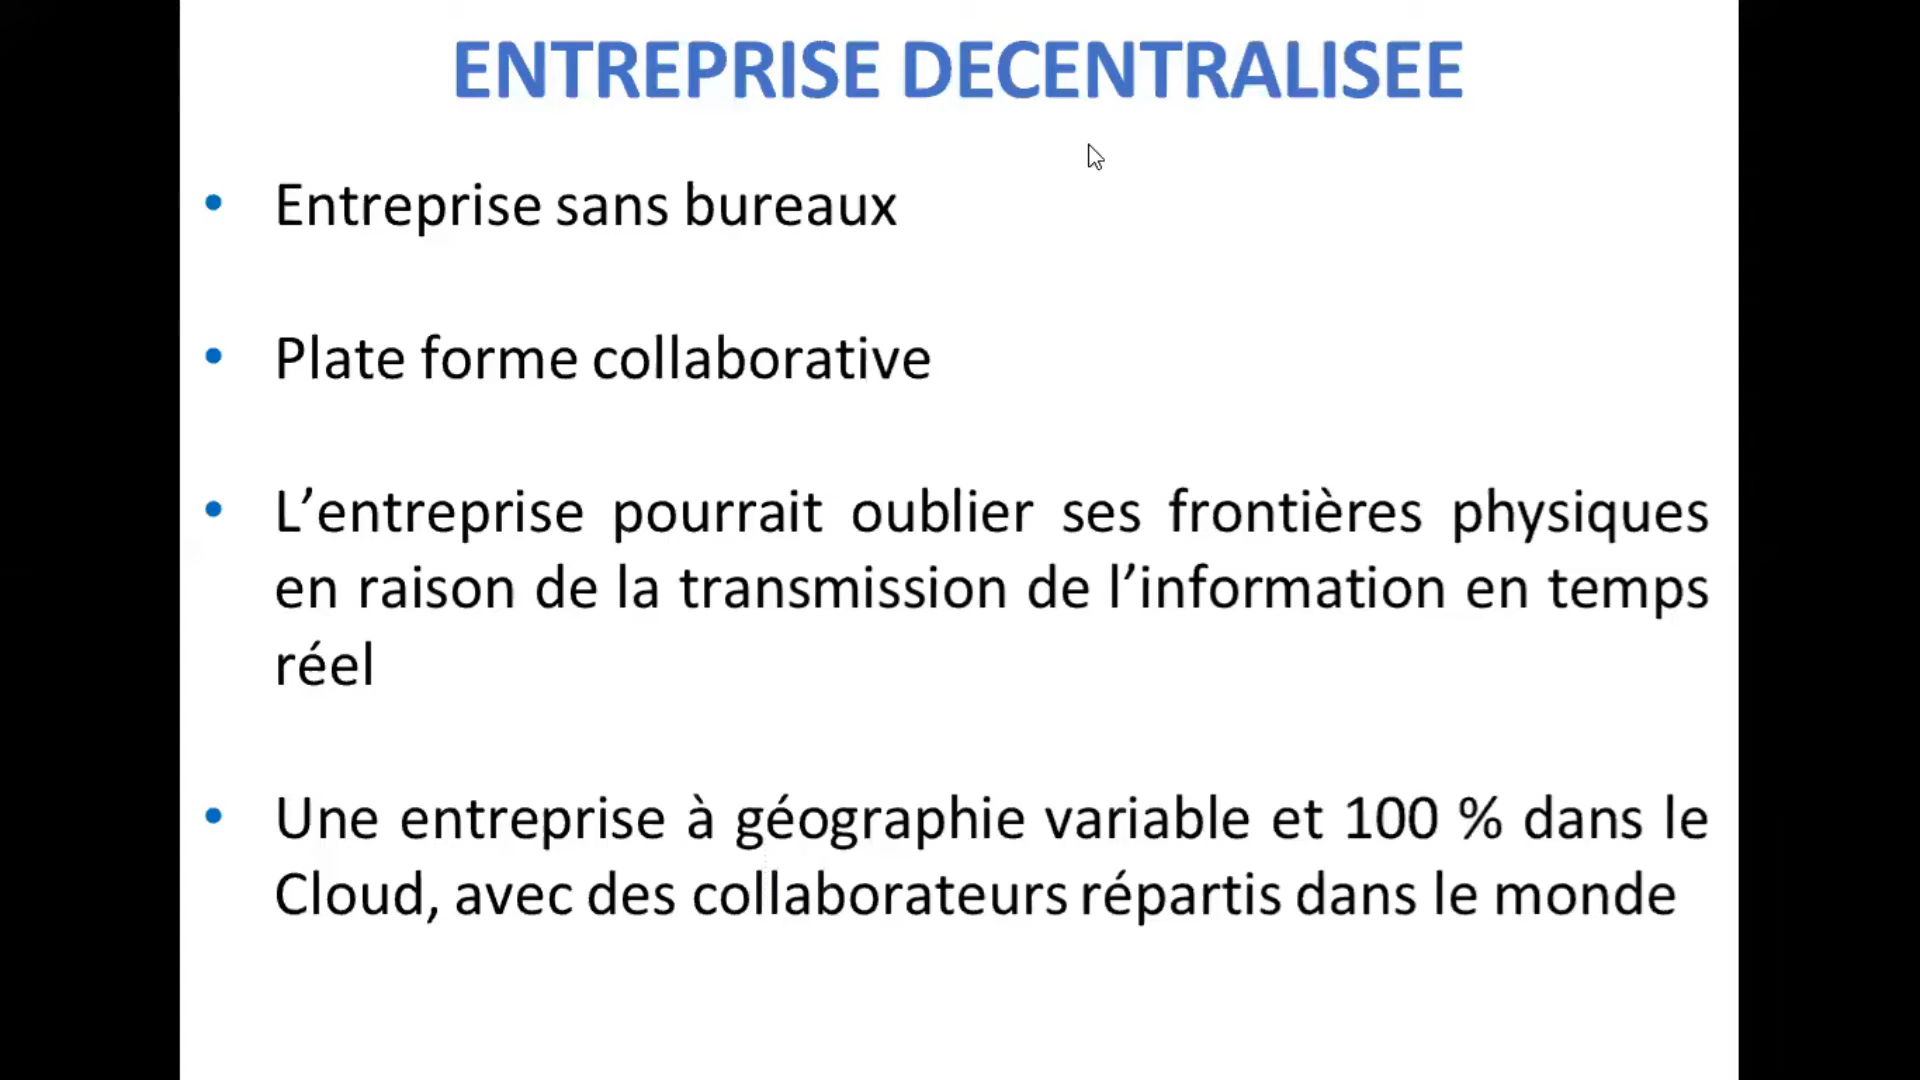 ENTREPRISE DECENTRALISEE
• Entreprise sans bureaux
• Plate forme collaborative
• L’entreprise pourrait oublier ses frontières physiques
en raison de la transmission de l’information en temps
réel
• Une entreprise à géographie variable et 100 % dans le
Cloud, avec des collaborateurs répartis dans le monde